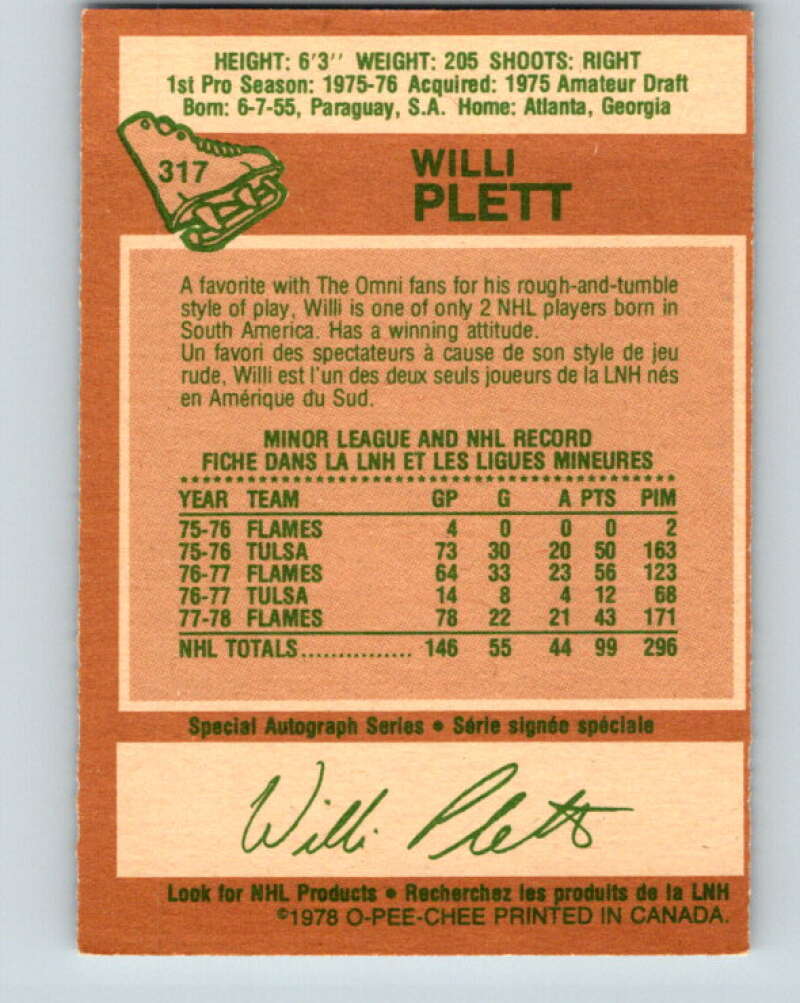 HEIGHT: 6'3'' WEIGHT: 205 SHOOTS: RIGHT
1st Pro Season: 1975-76 Acquired: 1975 Amateur Draft
Born: 6-7-55, Paraguay, S.A. Home: Atlanta, Georgia
317
WILLI
PLETT
A favorite with The Omni fans for his rough-and-tumble
style of play, Willi is one of only 2 NHL players born in
South America. Has a winning attitude.
Un favori des spectateurs à cause de son style de jeu
rude, Willi est l'un des deux seuls joueurs de la LNH nés
en Amérique du Sud.
MINOR LEAGUE AND NHL RECORD
FICHE DANS LA LNH ET LES LIGUES MINEURES
YEAR TEAM GP G A PTS PIM
75-76 FLAMES 4 0 0 0 2
75-76 TULSA 73 30 20 50 163
76-77 FLAMES 64 33 23 56 123
76-77 TULSA 14 8 4 12 68
77-78 FLAMES 78 22 21 43 171
NHL TOTALS............... 146 55 44 99 296
Special Autograph Series • Série signée spéciale
Willi Plett
Look for NHL Products • Recherchez les produits de la LNH
©1978 O-PEE-CHEE PRINTED IN CANADA.